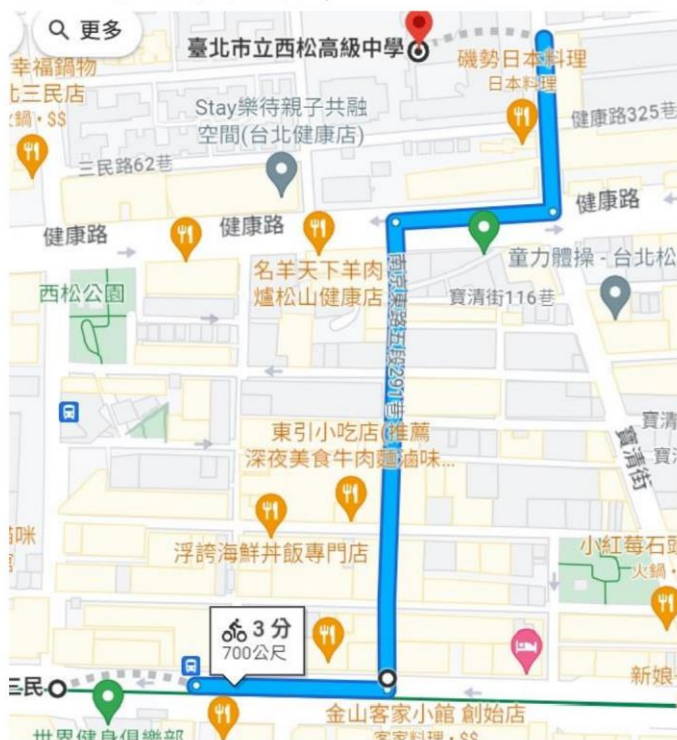 更多
臺北市立西松高級中學
磯勢日本料理
日本料理
幸福鍋物
北三民店
火鍋・$$
Stay樂待親子共融
空間(台北健康店)
健康路325巷
三民路62巷
健康路
健康路
健康路
名羊天下羊肉
爐松山健康店
童力體操 - 台北松
西松公園
寶清街116巷
南京東路五段291巷
東引小吃店(推薦
深夜美食牛肉麵滷味...
寶清街
寶清
寶
浮誇海鮮丼飯專門店
貓咪
小紅莓石頭
火鍋・
3 分
700公尺
三民
新娘
金山客家小館 創始店
客家料理・$$
世界健身俱樂部